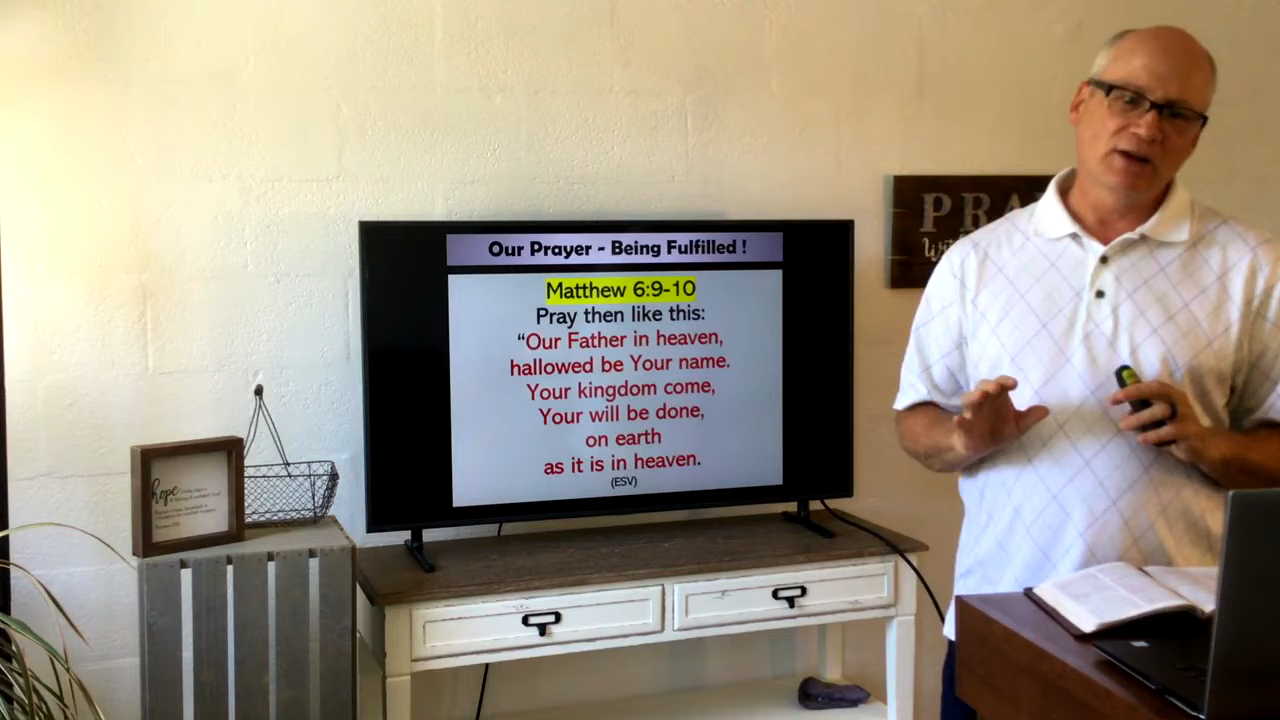 Our Prayer - Being Fulfilled !
Matthew 6:9-10
Pray then like this:
“Our Father in heaven,
hallowed be Your name.
Your kingdom come,
Your will be done,
on earth
as it is in heaven.
(ESV)
PRA
hope